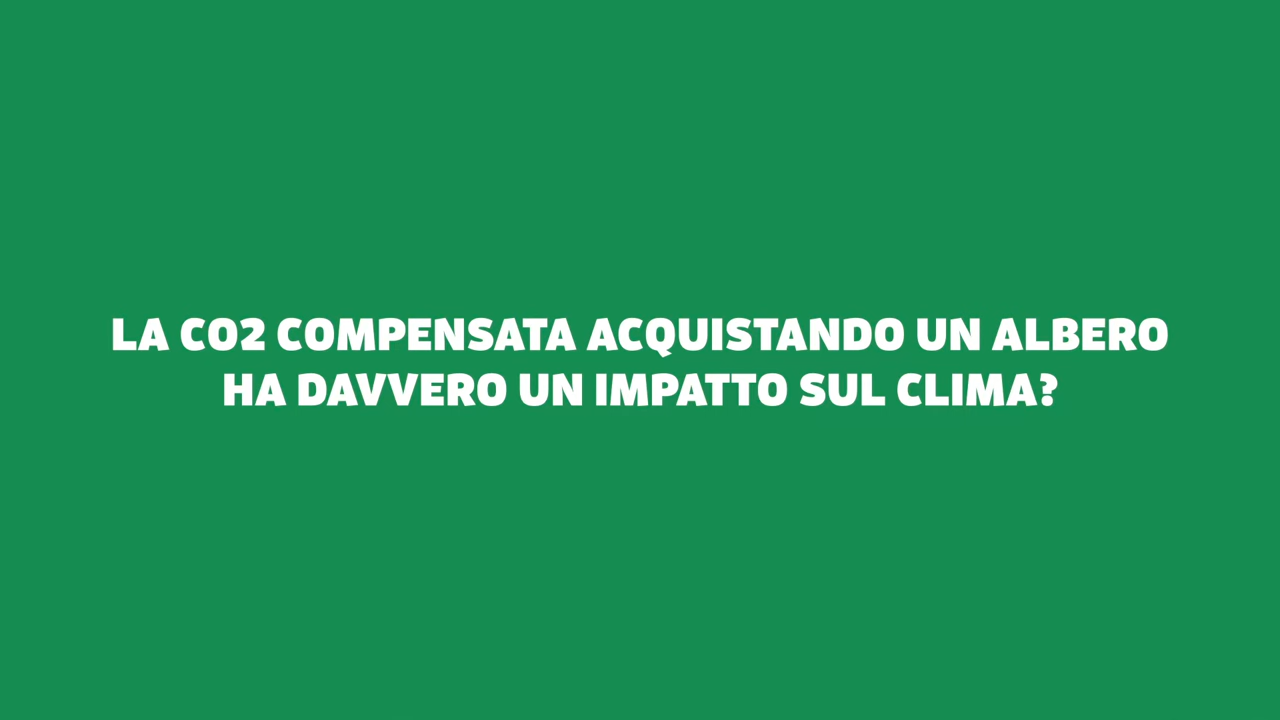 LA CO2 COMPENSATA ACQUISTANDO UN ALBERO
HA DAVVERO UN IMPATTO SUL CLIMA?